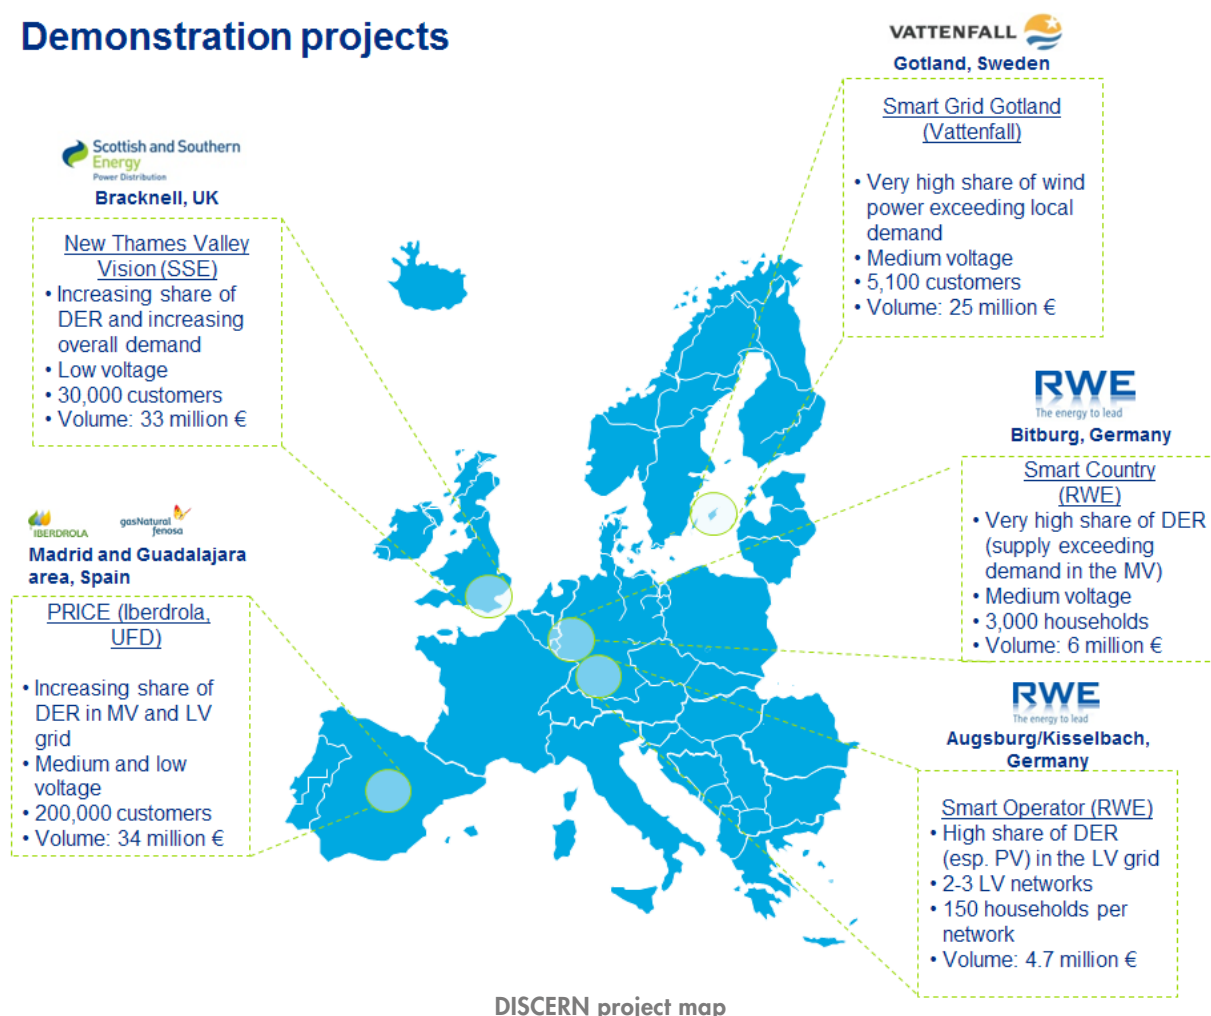 Demonstration projects
VATTENFALL
Gotland, Sweden
Smart Grid Gotland
(Vattenfall)
• Very high share of wind
power exceeding local
demand
• Medium voltage
• 5,100 customers
• Volume: 25 million €
Scottish and Southern
Energy
Power Distribution
Bracknell, UK
New Thames Valley
Vision (SSE)
• Increasing share of
DER and increasing
overall demand
• Low voltage
• 30,000 customers
• Volume: 33 million €
RWE
The energy to lead
Bitburg, Germany
Smart Country
(RWE)
• Very high share of DER
(supply exceeding
demand in the MV)
• Medium voltage
• 3,000 households
• Volume: 6 million €
IBERDROLA
gasNatural
fenosa
Madrid and Guadalajara
area, Spain
PRICE (Iberdrola,
UFD)
• Increasing share of
DER in MV and LV
grid
• Medium and low
voltage
• 200,000 customers
• Volume: 34 million €
RWE
The energy to lead
Augsburg/Kisselbach,
Germany
Smart Operator (RWE)
• High share of DER
(esp. PV) in the LV grid
• 2-3 LV networks
• 150 households per
network
• Volume: 4.7 million €
DISCERN project map